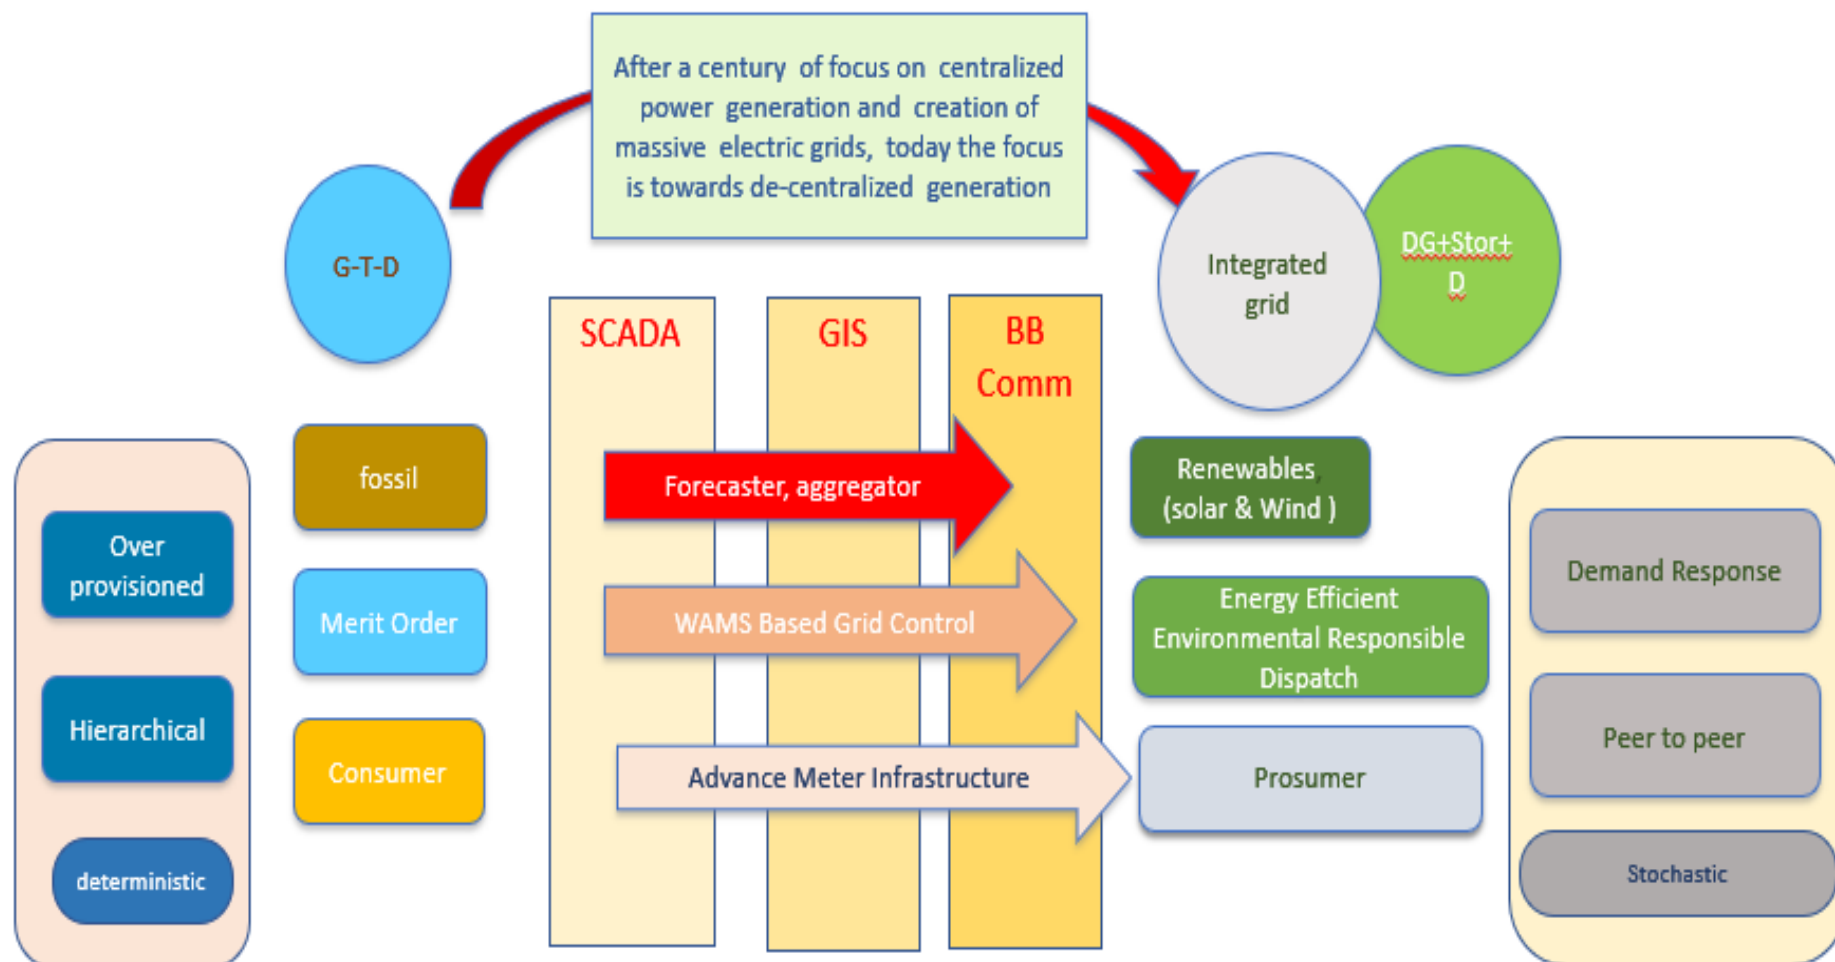 After a century of focus on centralized
power generation and creation of
massive electric grids, today the focus
is towards de-centralized generation
G-T-D
Integrated
grid
DG+Stor+
D
SCADA
GIS
BB
Comm
fossil
Forecaster, aggregator
Renewables,
(solar & Wind )
Over
provisioned
Merit Order
WAMS Based Grid Control
Energy Efficient
Environmental Responsible
Dispatch
Demand Response
Hierarchical
Consumer
Advance Meter Infrastructure
Prosumer
Peer to peer
deterministic
Stochastic